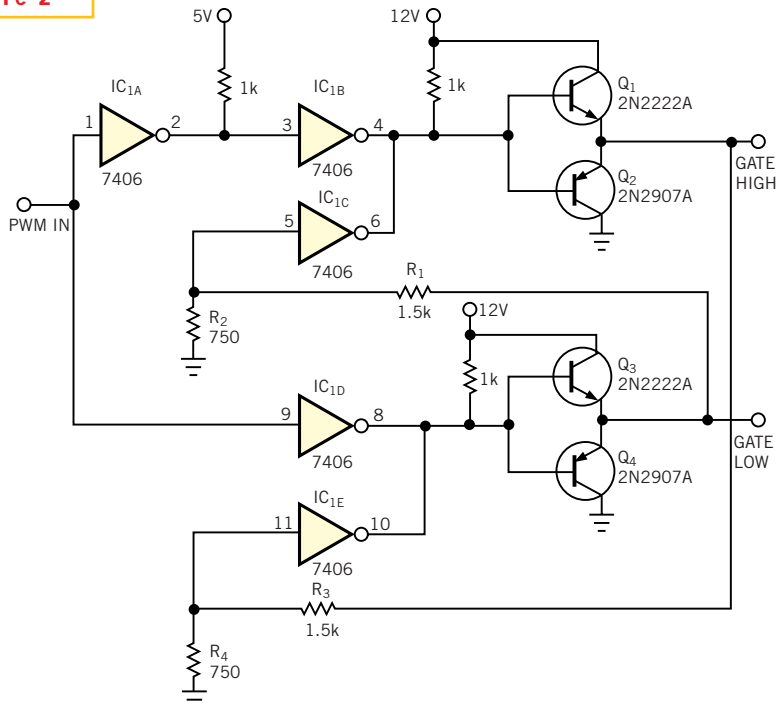 5V
12V
IC1A
1k
IC1B
1k
Q1
2N2222A
1
2
3
4
7406
7406
GATE
HIGH
Q2
2N2907A
IC1C
PWM IN
5
6
7406
R1
1.5k
R2
750
12V
1k
Q3
2N2222A
IC1D
9
8
7406
GATE
LOW
Q4
2N2907A
IC1E
11
10
7406
R3
1.5k
R4
750